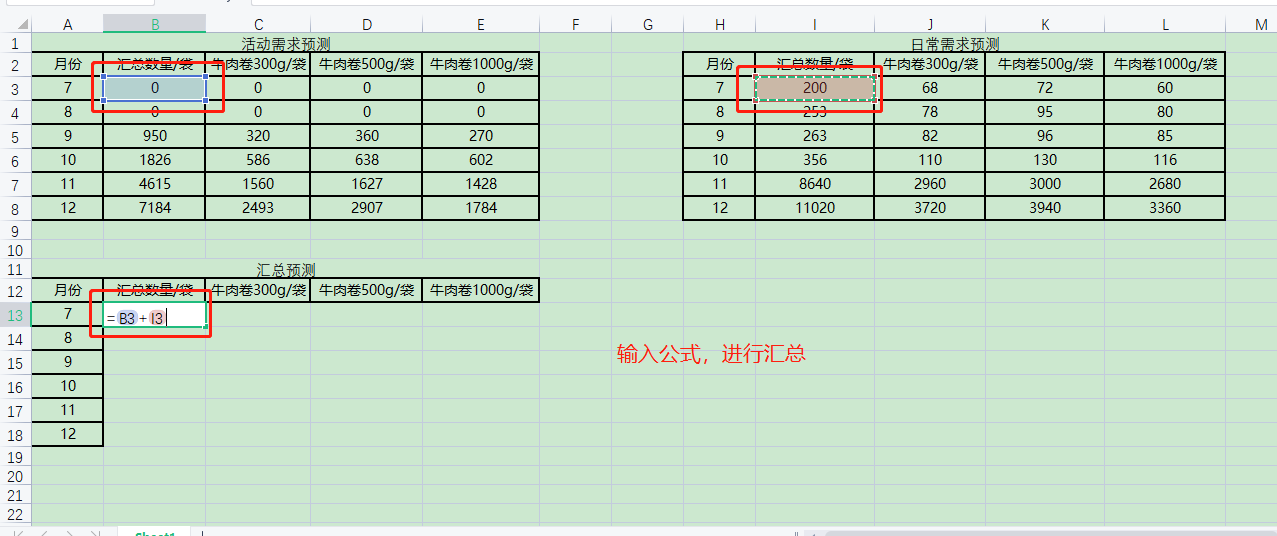 A B C D E F G H I J K L M
1 活动需求预测 日常需求预测
2 月份 汇总数量/袋 牛肉卷300g/袋 牛肉卷500g/袋 牛肉卷1000g/袋 月份 汇总数量/袋 牛肉卷300g/袋 牛肉卷500g/袋 牛肉卷1000g/袋
3 7 0 0 0 0 7 200 68 72 60
4 8 0 0 0 0 8 253 78 95 80
5 9 950 320 360 270 9 263 82 96 85
6 10 1826 586 638 602 10 356 110 130 116
7 11 4615 1560 1627 1428 11 8640 2960 3000 2680
8 12 7184 2493 2907 1784 12 11020 3720 3940 3360
9
10
11 汇总预测
12 月份 汇总数量/袋 牛肉卷300g/袋 牛肉卷500g/袋 牛肉卷1000g/袋
13 7 =B3+I3
14 8
输入公式，进行汇总
15 9
16 10
17 11
18 12
19
20
21
22
Sheet1